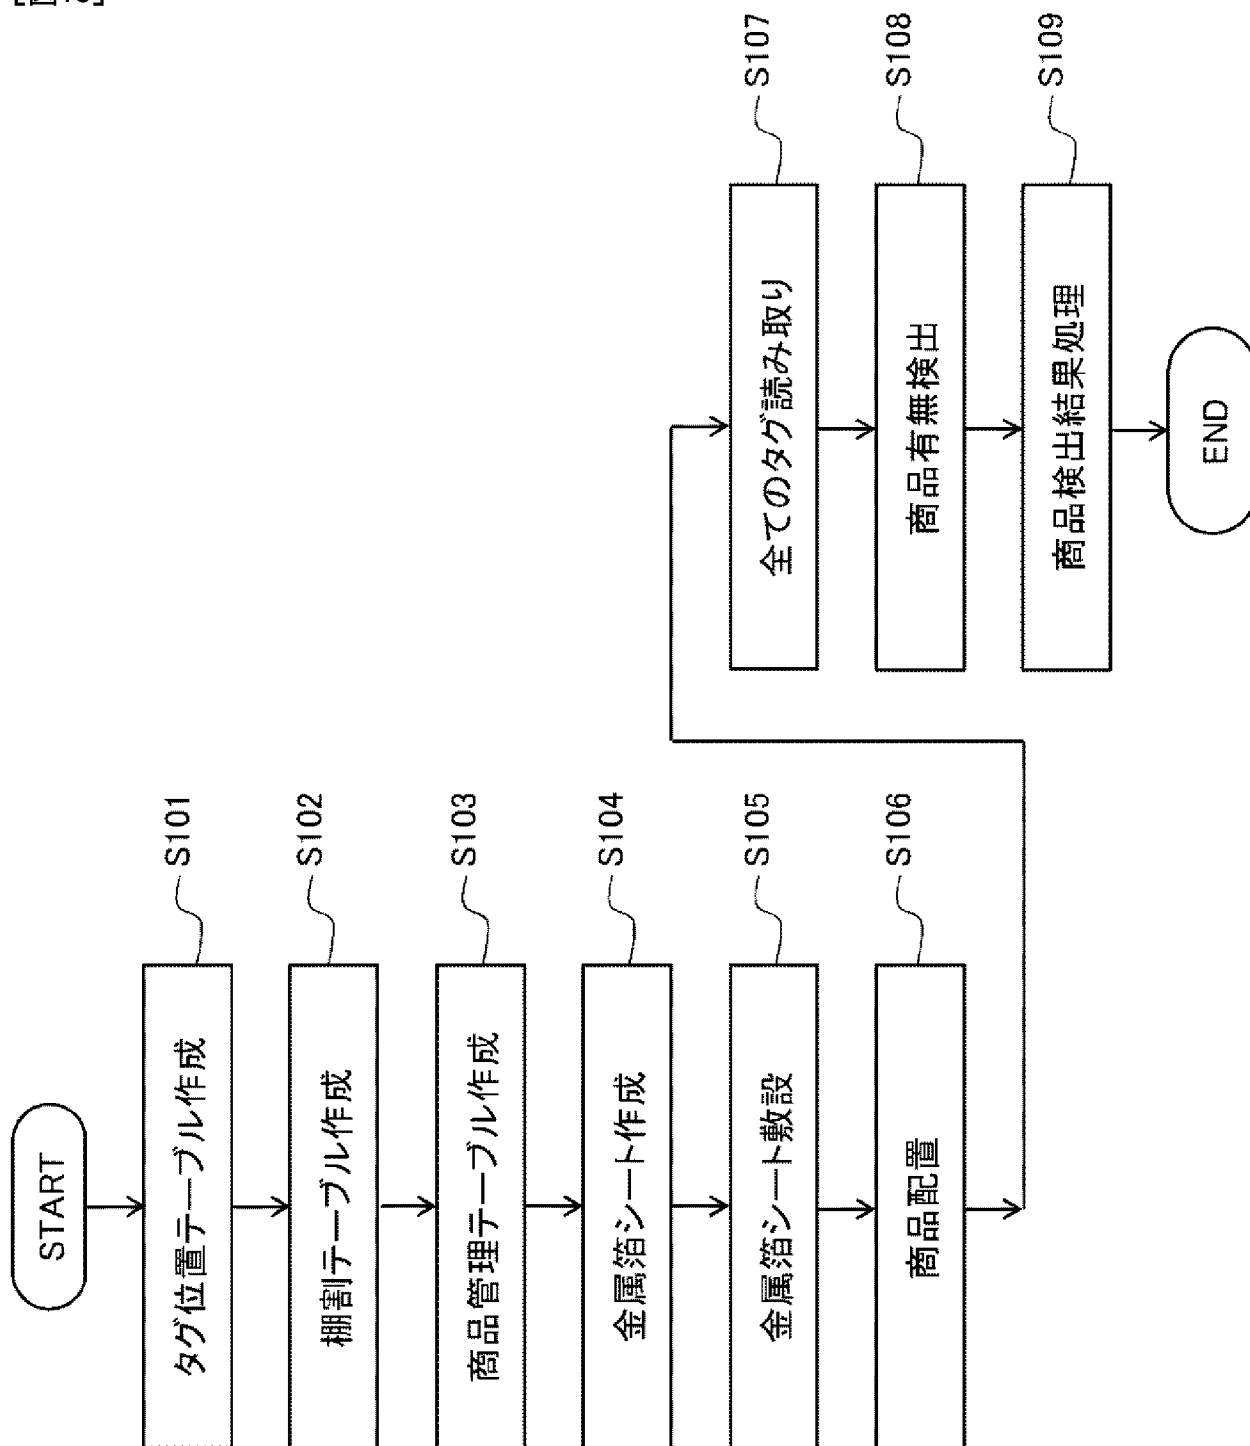 START
タグ位置テーブル作成
S101
棚割テーブル作成
S102
商品管理テーブル作成
S103
金属箔シート作成
S104
金属箔シート敷設
S105
商品配置
S106
全てのタグ読み取り
S107
商品有無検出
S108
商品検出結果処理
S109
END